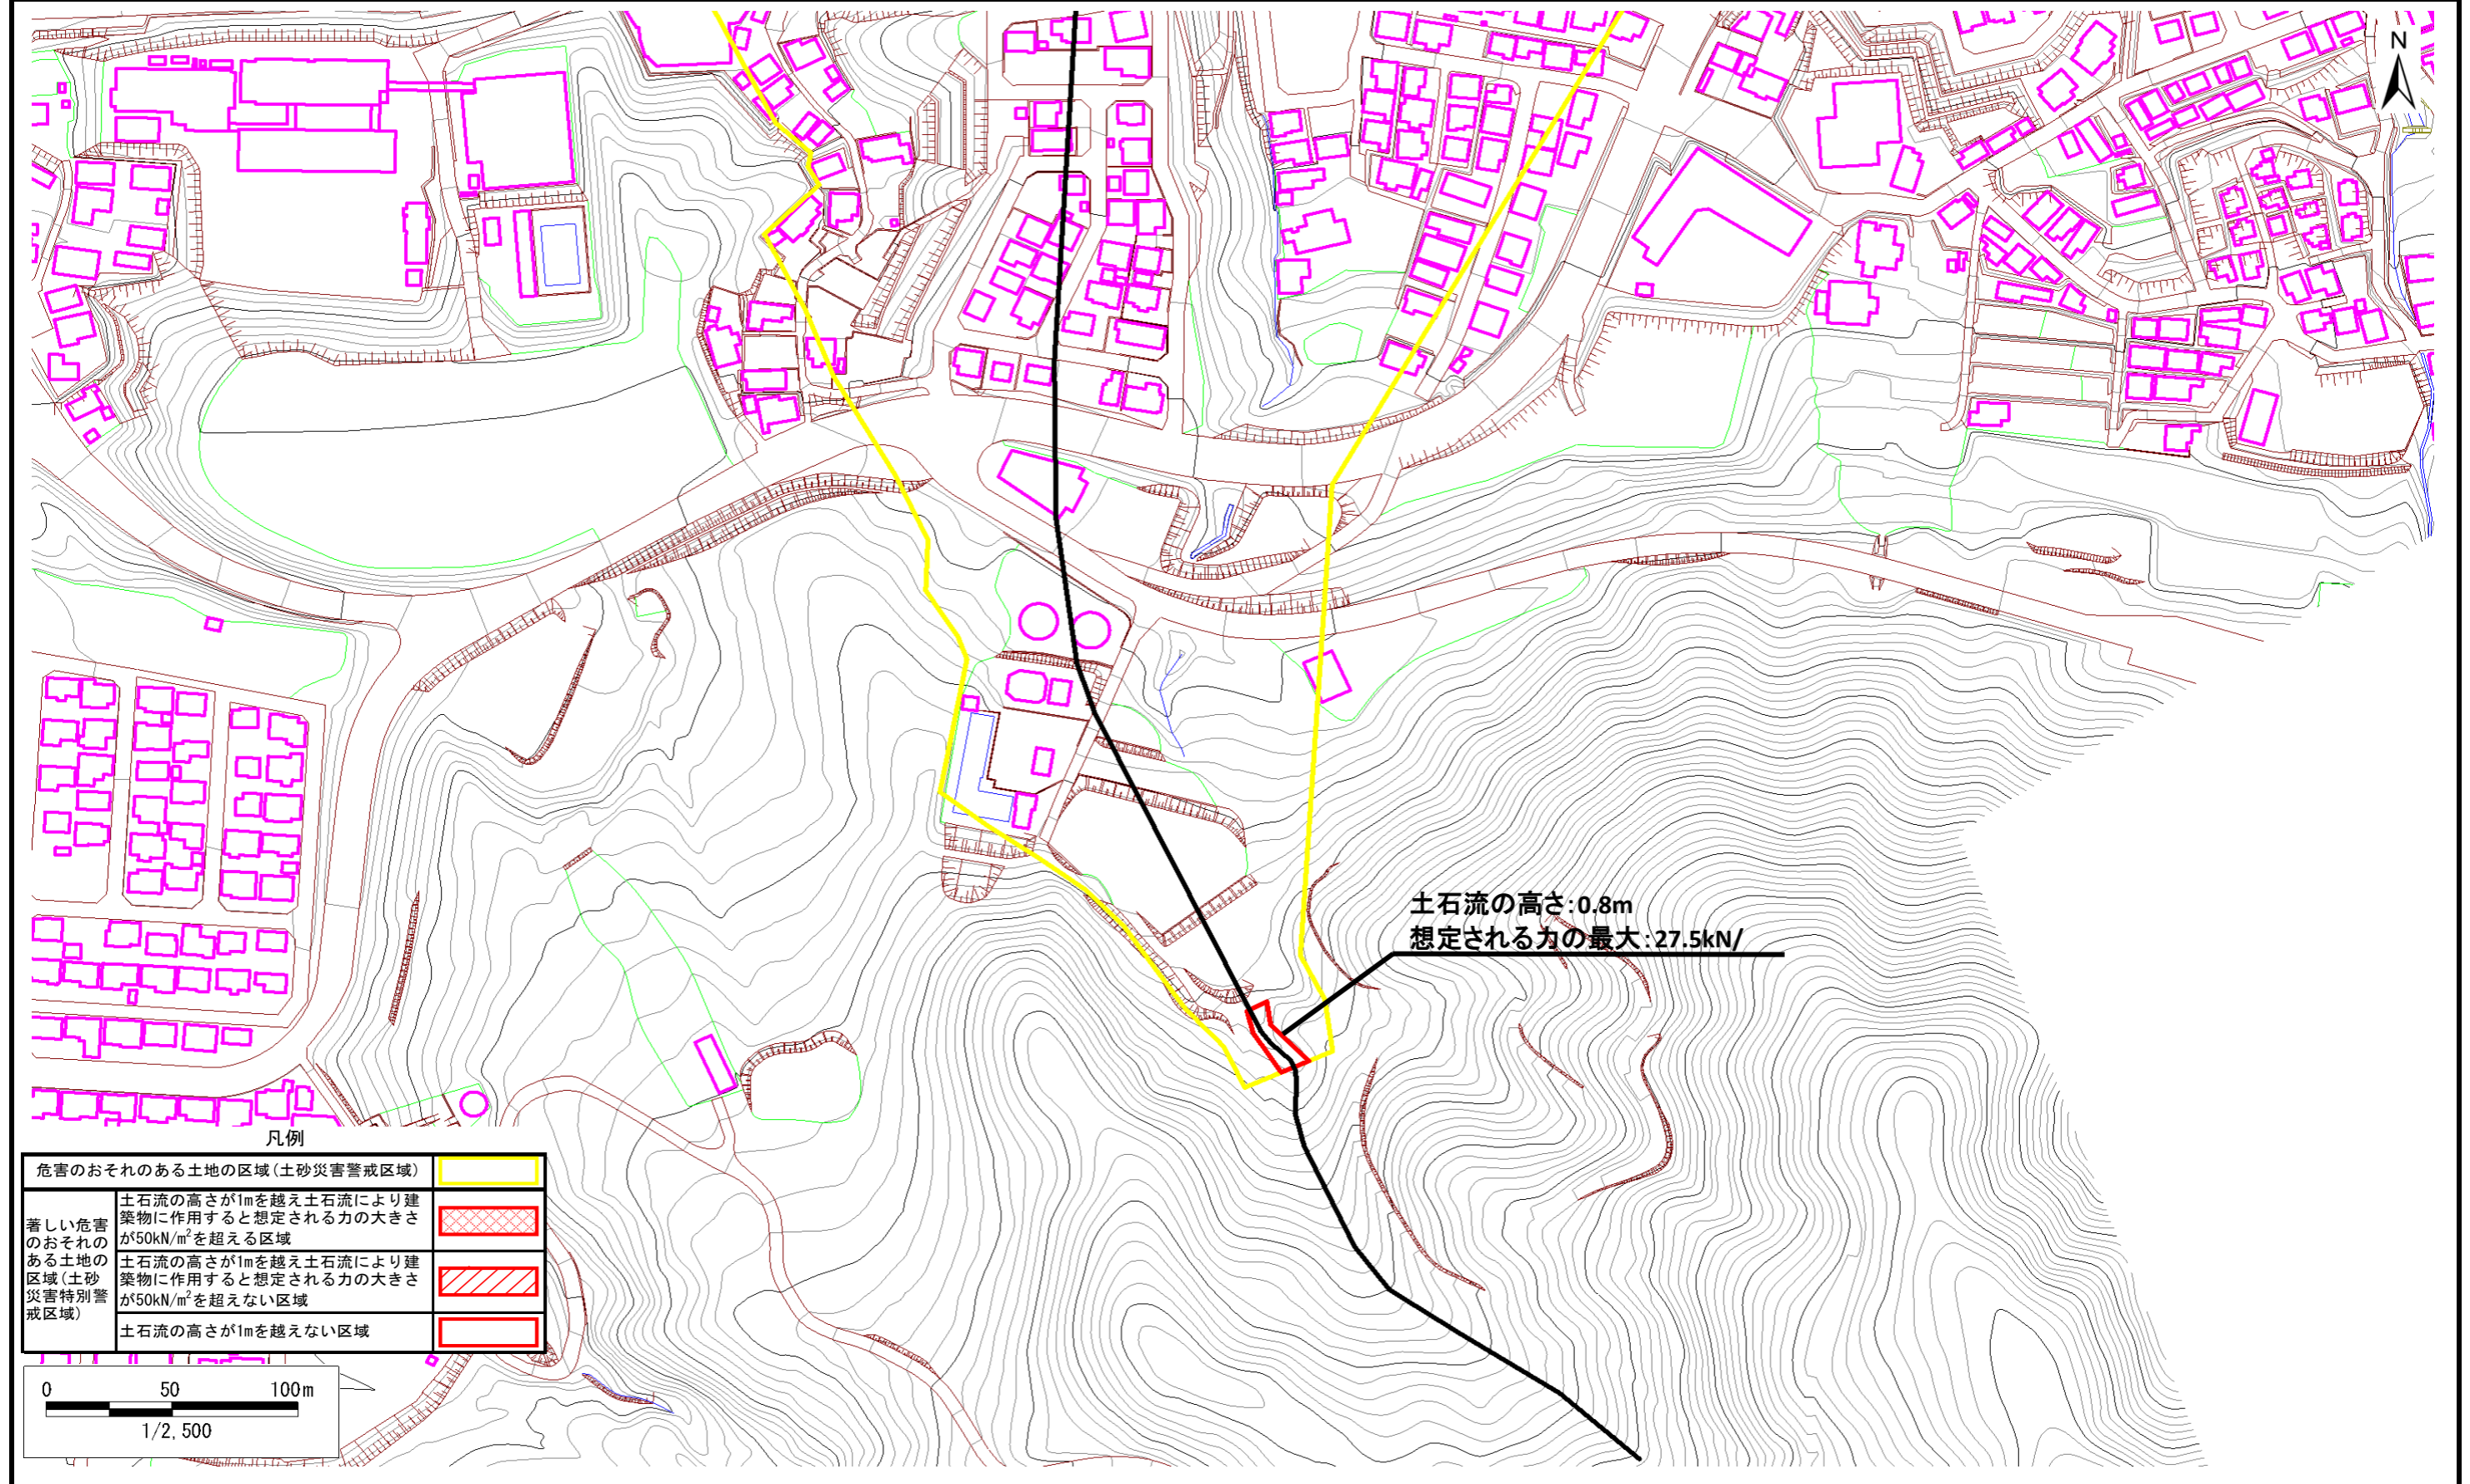 N
土石流の高さ:0.8m
想定される力の最大:27.5kN/
凡例
危害のおそれのある土地の区域(土砂災害警戒区域)
著しい危害
のおそれの
ある土地の
区域(土砂
災害特別警
戒区域)
土石流の高さが1mを越え土石流により建
築物に作用すると想定される力の大きさ
が50kN/m²を超える区域
土石流の高さが1mを越え土石流により建
築物に作用すると想定される力の大きさ
が50kN/m²を超えない区域
土石流の高さが1mを越えない区域
0 50 100m
1/2,500